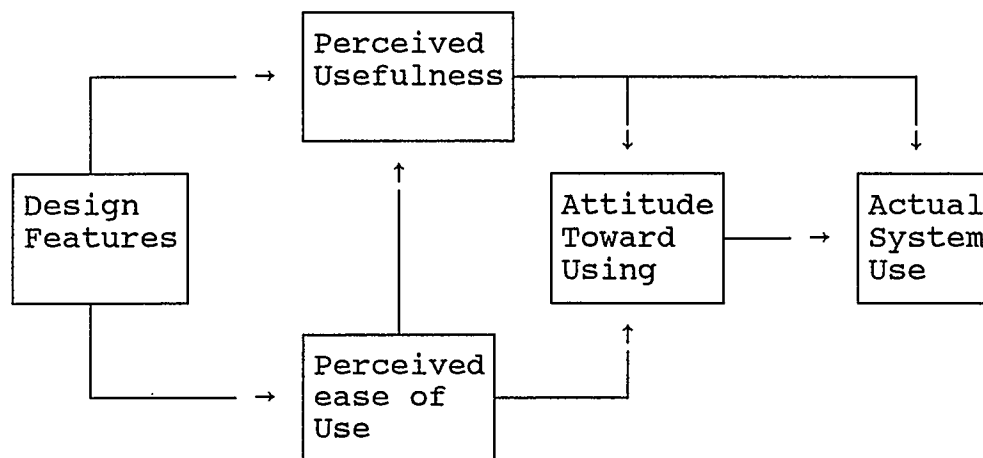 Perceived
Usefulness
Design
Features
Attitude
Toward
Using
Actual
System
Use
Perceived
ease of
Use